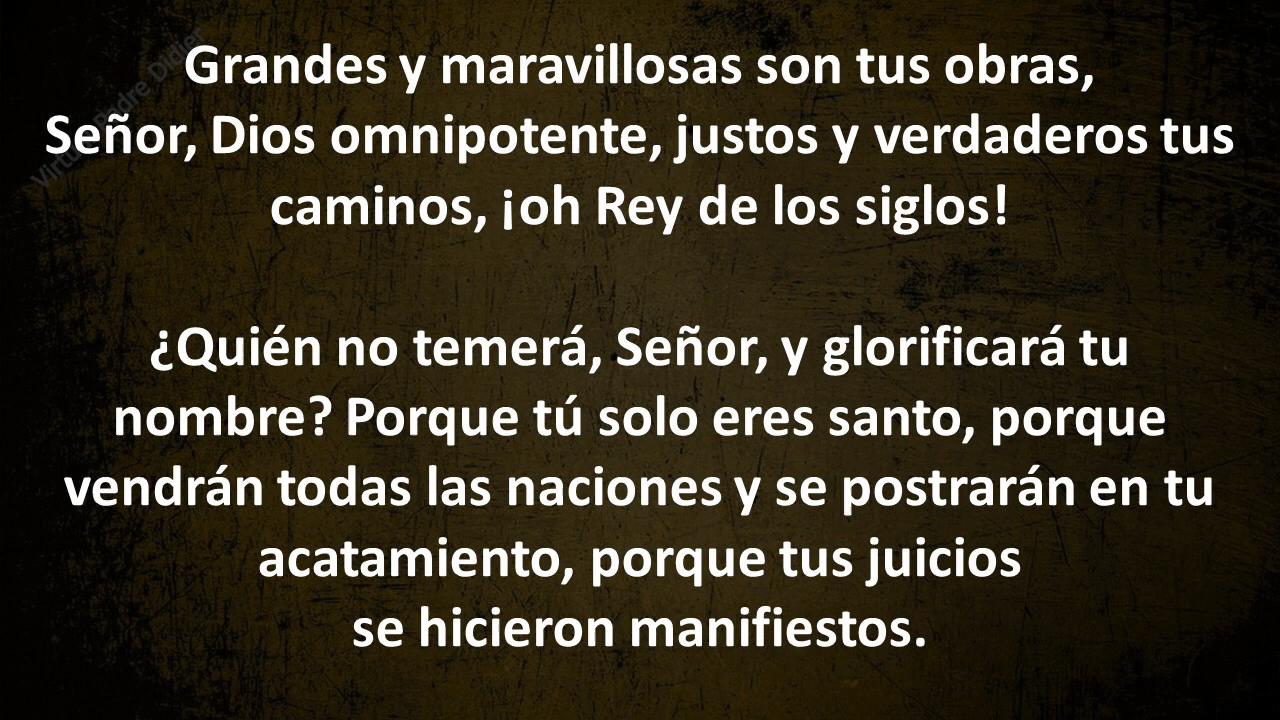 Grandes y maravillosas son tus obras,
Señor, Dios omnipotente, justos y verdaderos tus
caminos, ¡oh Rey de los siglos!
¿Quién no temerá, Señor, y glorificará tu
nombre? Porque tú solo eres santo, porque
vendrán todas las naciones y se postrarán en tu
acatamiento, porque tus juicios
se hicieron manifiestos.